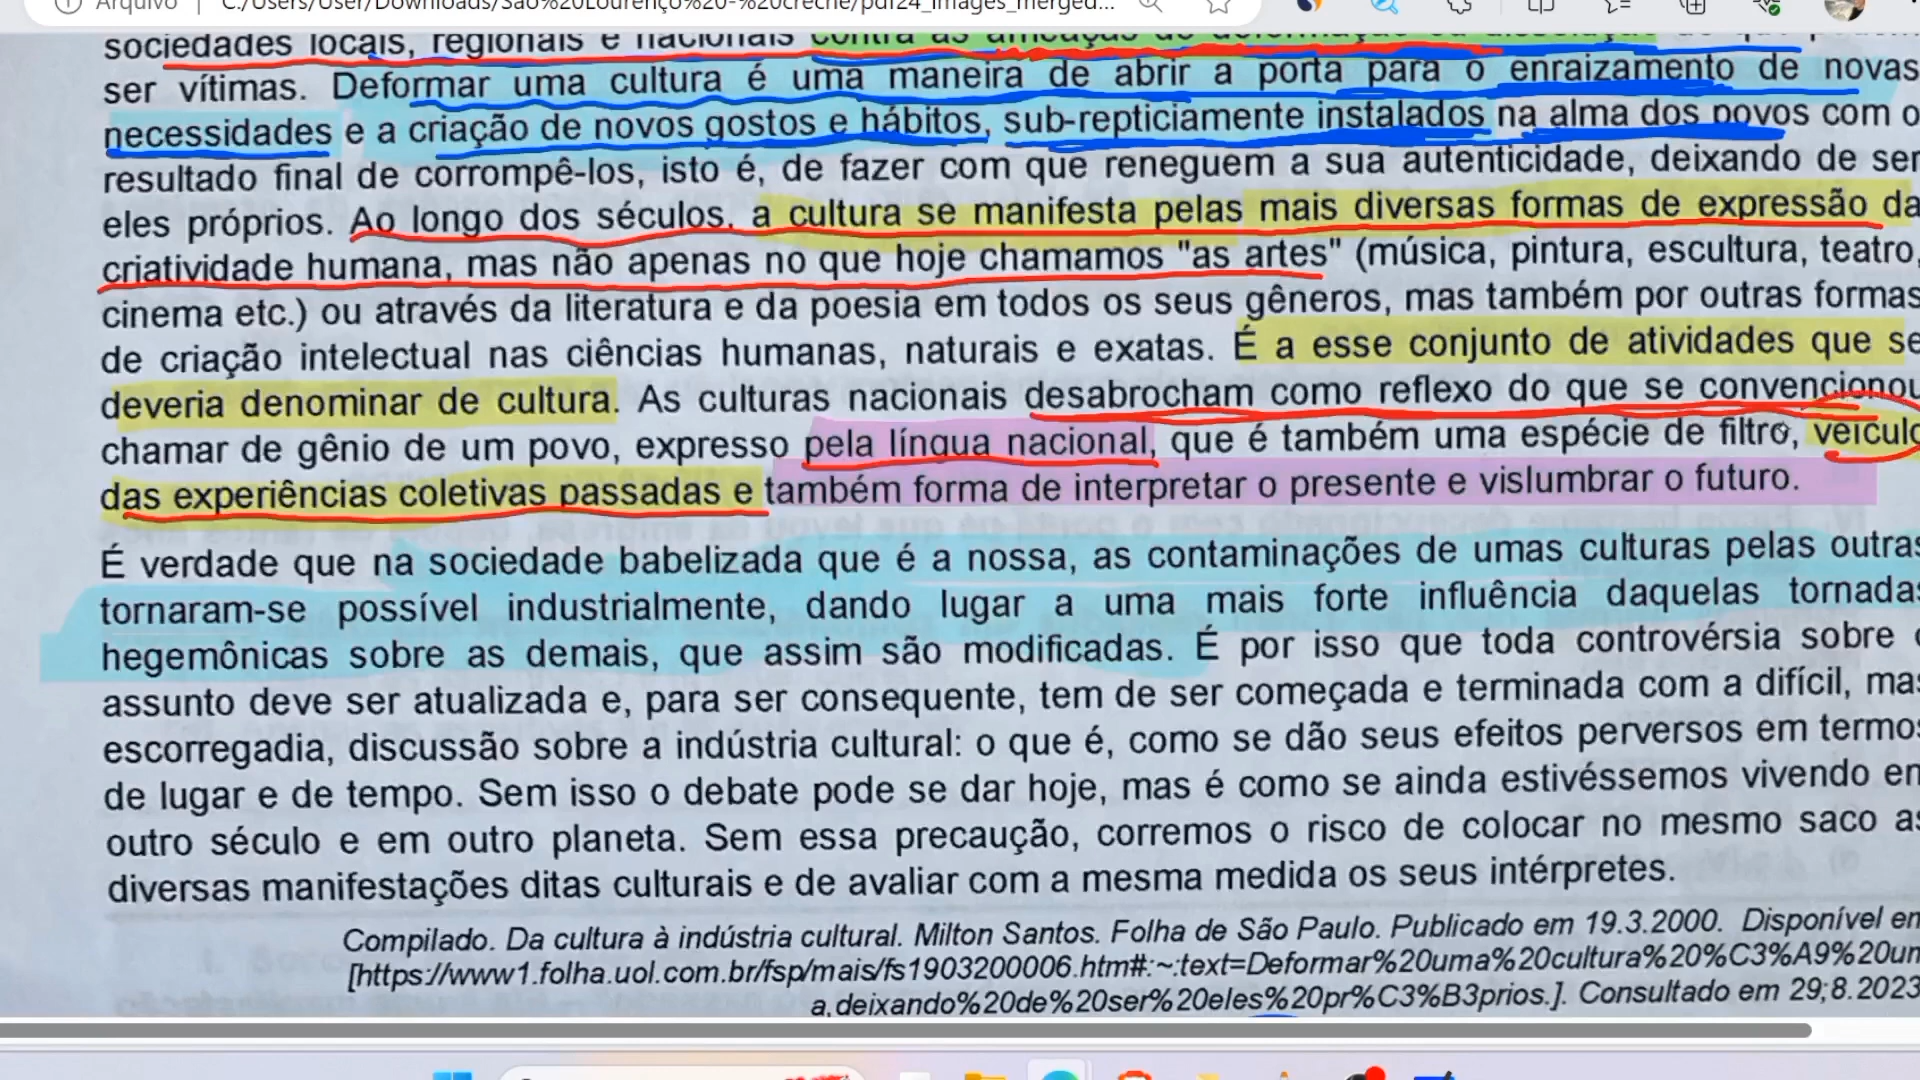 Arquivo | C:/Users/User/Downloads/São%20Lourenço%20-%20creche/pdf24_images_merged...
sociedades locais, regionais e nacionais contra as ameaças de deformação ou dissolução de que
ser vítimas. Deformar uma cultura é uma maneira de abrir a porta para o enraizamento de novas
necessidades e a criação de novos gostos e hábitos, sub-repticiamente instalados na alma dos povos com o
resultado final de corrompê-los, isto é, de fazer com que reneguem a sua autenticidade, deixando de ser
eles próprios. Ao longo dos séculos, a cultura se manifesta pelas mais diversas formas de expressão da
criatividade humana, mas não apenas no que hoje chamamos "as artes" (música, pintura, escultura, teatro,
cinema etc.) ou através da literatura e da poesia em todos os seus gêneros, mas também por outras formas
de criação intelectual nas ciências humanas, naturais e exatas. É a esse conjunto de atividades que se
deveria denominar de cultura. As culturas nacionais desabrocham como reflexo do que se convencionou
chamar de gênio de um povo, expresso pela língua nacional, que é também uma espécie de filtro, veículo
das experiências coletivas passadas e também forma de interpretar o presente e vislumbrar o futuro.
É verdade que na sociedade babelizada que é a nossa, as contaminações de umas culturas pelas outras
tornaram-se possível industrialmente, dando lugar a uma mais forte influência daquelas tornadas
hegemônicas sobre as demais, que assim são modificadas. É por isso que toda controvérsia sobre
assunto deve ser atualizada e, para ser consequente, tem de ser começada e terminada com a difícil, mas
escorregadia, discussão sobre a indústria cultural: o que é, como se dão seus efeitos perversos em termos
de lugar e de tempo. Sem isso o debate pode se dar hoje, mas é como se ainda estivéssemos vivendo em
outro século e em outro planeta. Sem essa precaução, corremos o risco de colocar no mesmo saco as
diversas manifestações ditas culturais e de avaliar com a mesma medida os seus intérpretes.
Compilado. Da cultura à indústria cultural. Milton Santos. Folha de São Paulo. Publicado em 19.3.2000. Disponível em
[https://www1.folha.uol.com.br/fsp/mais/fs1903200006.htm#:~:text=Deformar%20uma%20cultura%20%C3%A9%20um
a,deixando%20de%20ser%20eles%20pr%C3%B3prios.]. Consultado em 29;8.2023